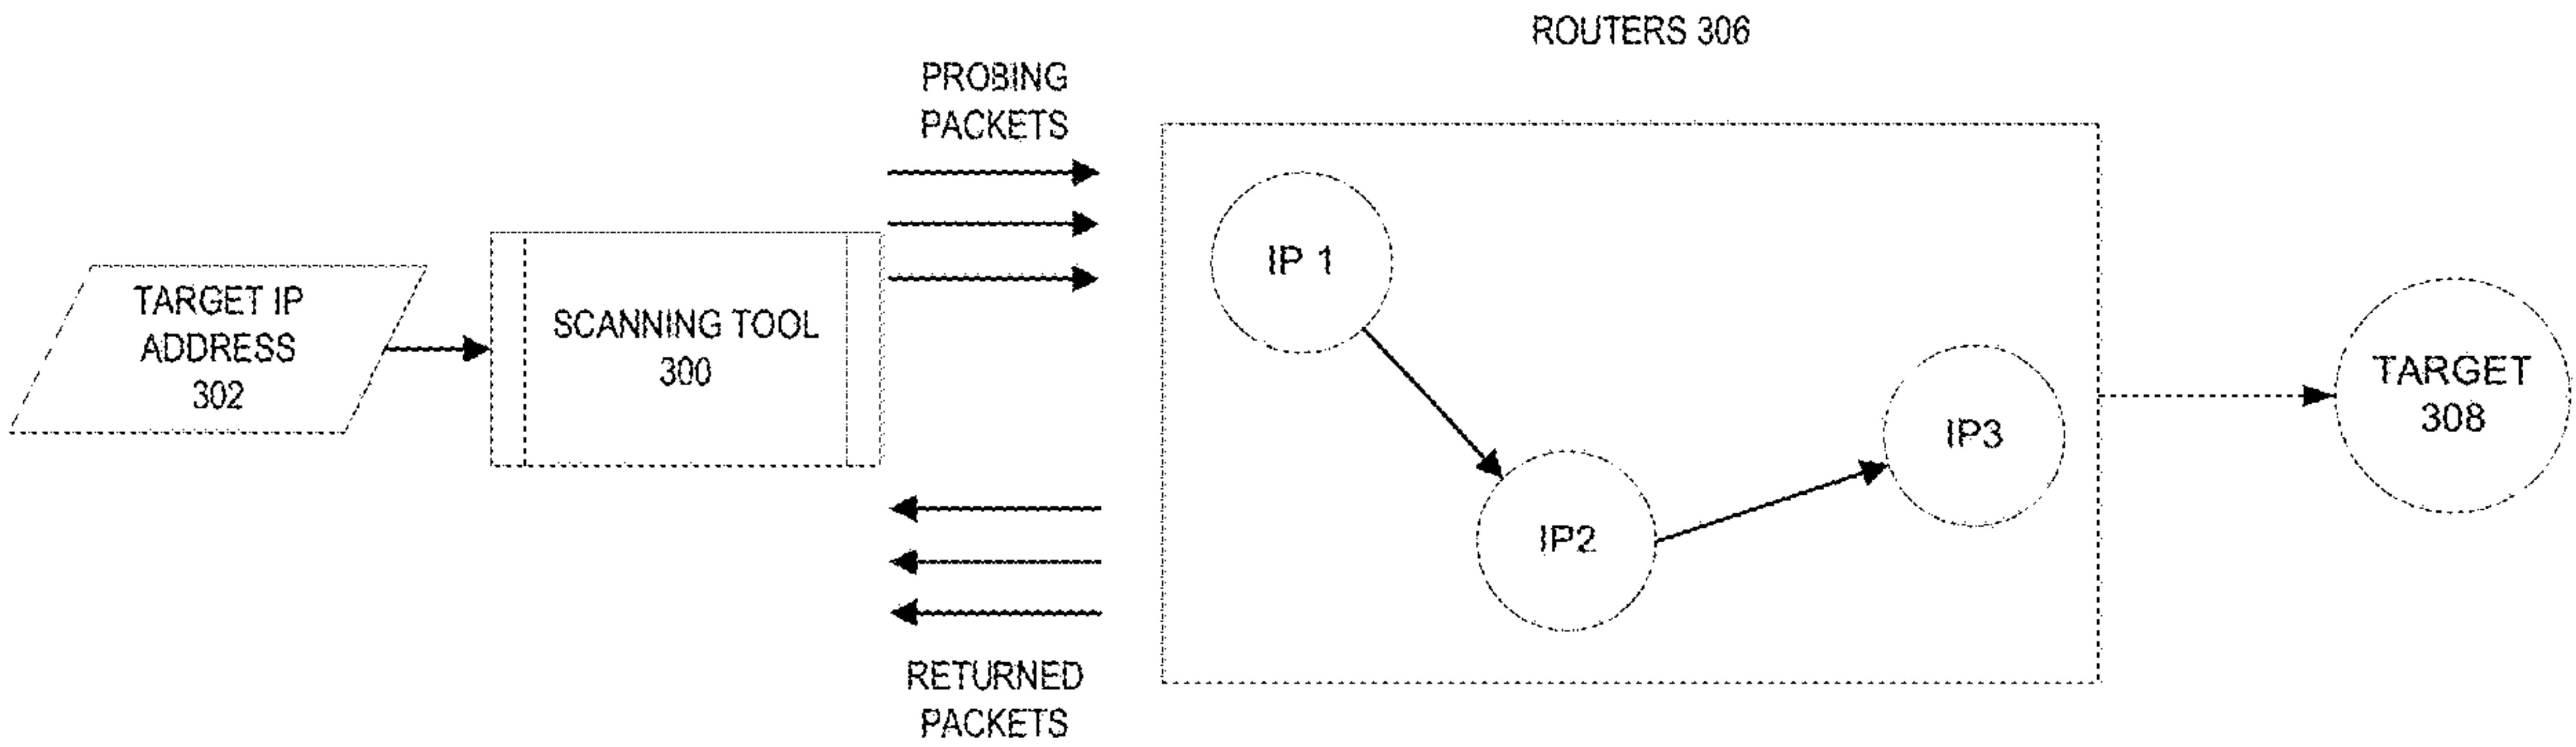 ROUTERS 306
PROBING
PACKETS
TARGET IP
ADDRESS
302
SCANNING TOOL
300
IP 1
IP2
IP3
TARGET
308
RETURNED
PACKETS